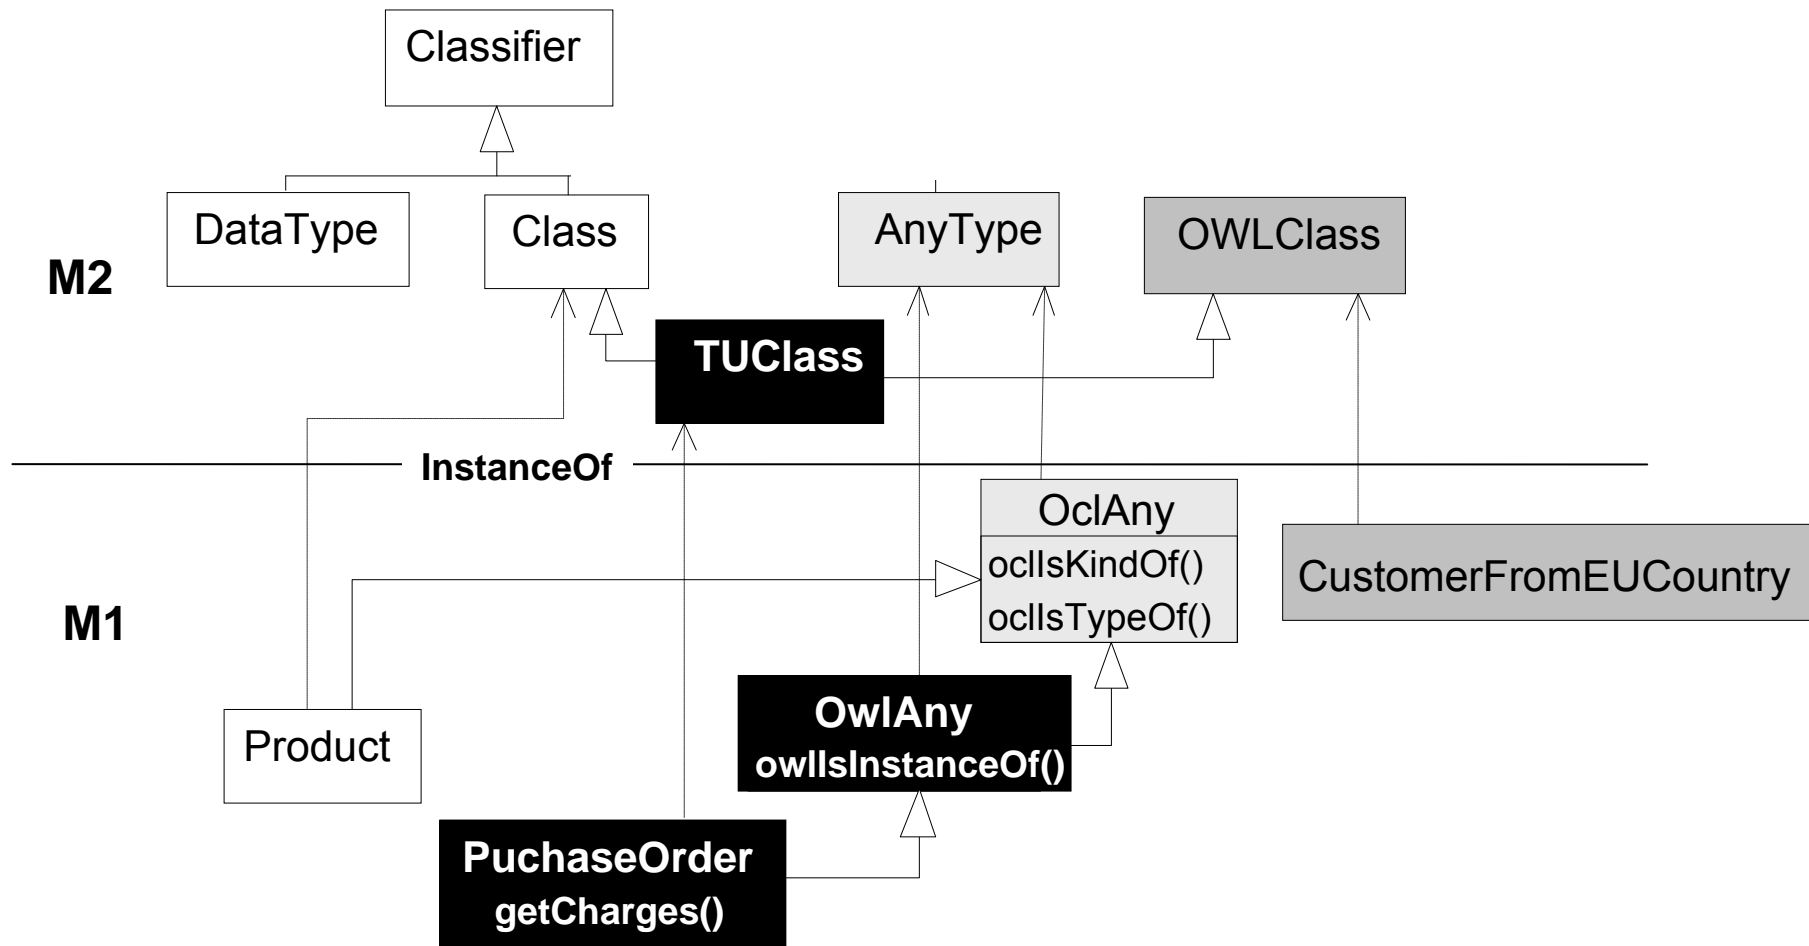 Classifier
DataType
Class
AnyType
OWLClass
M2
TUClass
InstanceOf
OclAny
oclIsKindOf()
oclIsTypeOf()
CustomerFromEUCountry
M1
OwlAny
owlIsInstanceOf()
Product
PuchaseOrder
getCharges()